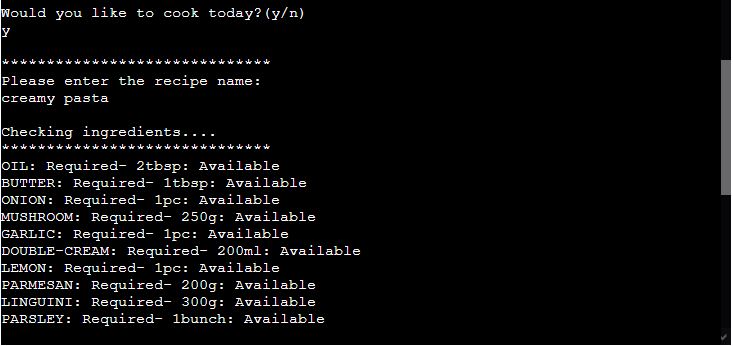 Would you like to cook today?(y/n)
y
******************************
Please enter the recipe name:
creamy pasta
Checking ingredients....
******************************
OIL: Required- 2tbsp: Available
BUTTER: Required- 1tbsp: Available
ONION: Required- 1pc: Available
MUSHROOM: Required- 250g: Available
GARLIC: Required- 1pc: Available
DOUBLE-CREAM: Required- 200ml: Available
LEMON: Required- 1pc: Available
PARMESAN: Required- 200g: Available
LINGUINI: Required- 300g: Available
PARSLEY: Required- 1bunch: Available